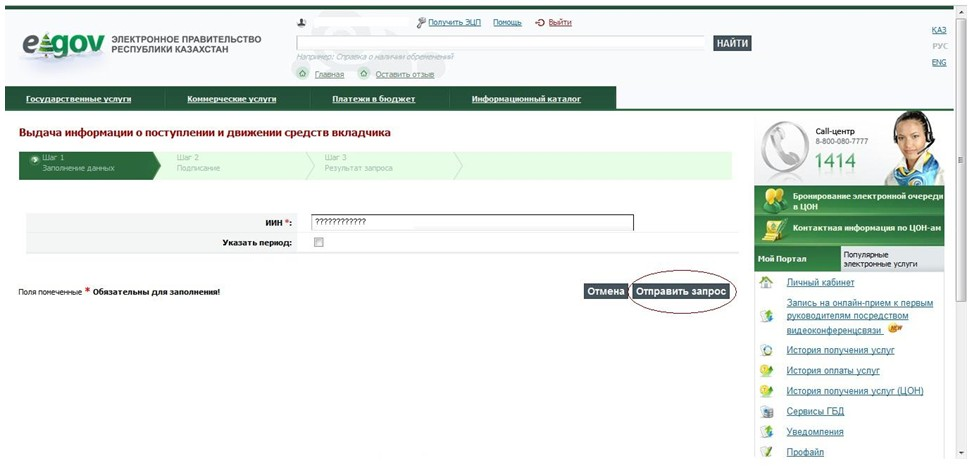 Получить ЭЦП Помощь Выйти
e gov ЭЛЕКТРОННОЕ ПРАВИТЕЛЬСТВО
РЕСПУБЛИКИ КАЗАХСТАН
НАЙТИ
Например: Справка о наличии обременений
Главная Оставить отзыв
ҚАЗ
РУС
ENG
Государственные услуги Коммерческие услуги Платежи в бюджет Информационный каталог
Выдача информации о поступлении и движении средств вкладчика
Шаг 1
Заполнение данных
Шаг 2
Подписание
Шаг 3
Результат запроса
ИИН *: ????????????
Указать период:
Поля помеченные * Обязательны для заполнения!
Отмена Отправить запрос
Call-центр
8-800-080-7777
1414
Бронирование электронной очереди
в ЦОН
Контактная информация по ЦОН-ам
Мой Портал
Популярные
электронные услуги
Личный кабинет
Запись на онлайн-прием к первым
руководителям посредством
видеоконференцсвязи NEW
История получения услуг
История оплаты услуг
История получения услуг (ЦОН)
Сервисы ГБД
Уведомления
Профайл